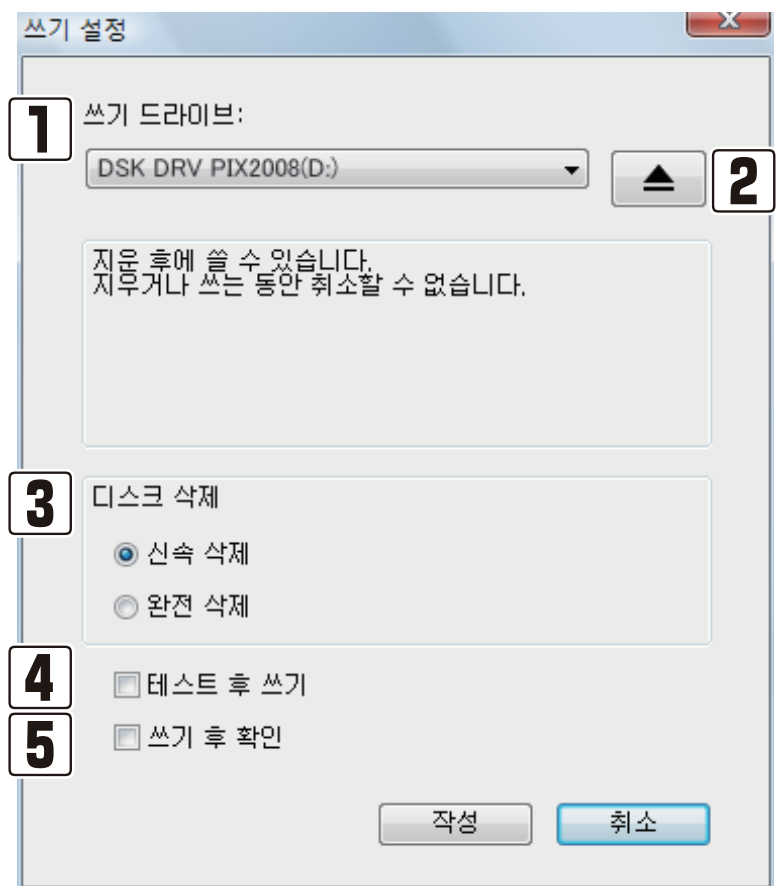 쓰기 설정
1
쓰기 드라이브:
DSK DRV PIX2008(D:)
2
지운 후에 쓸 수 있습니다.
지우거나 쓰는 동안 취소할 수 없습니다.
3
디스크 삭제
신속 삭제
완전 삭제
4
테스트 후 쓰기
5
쓰기 후 확인
작성 취소